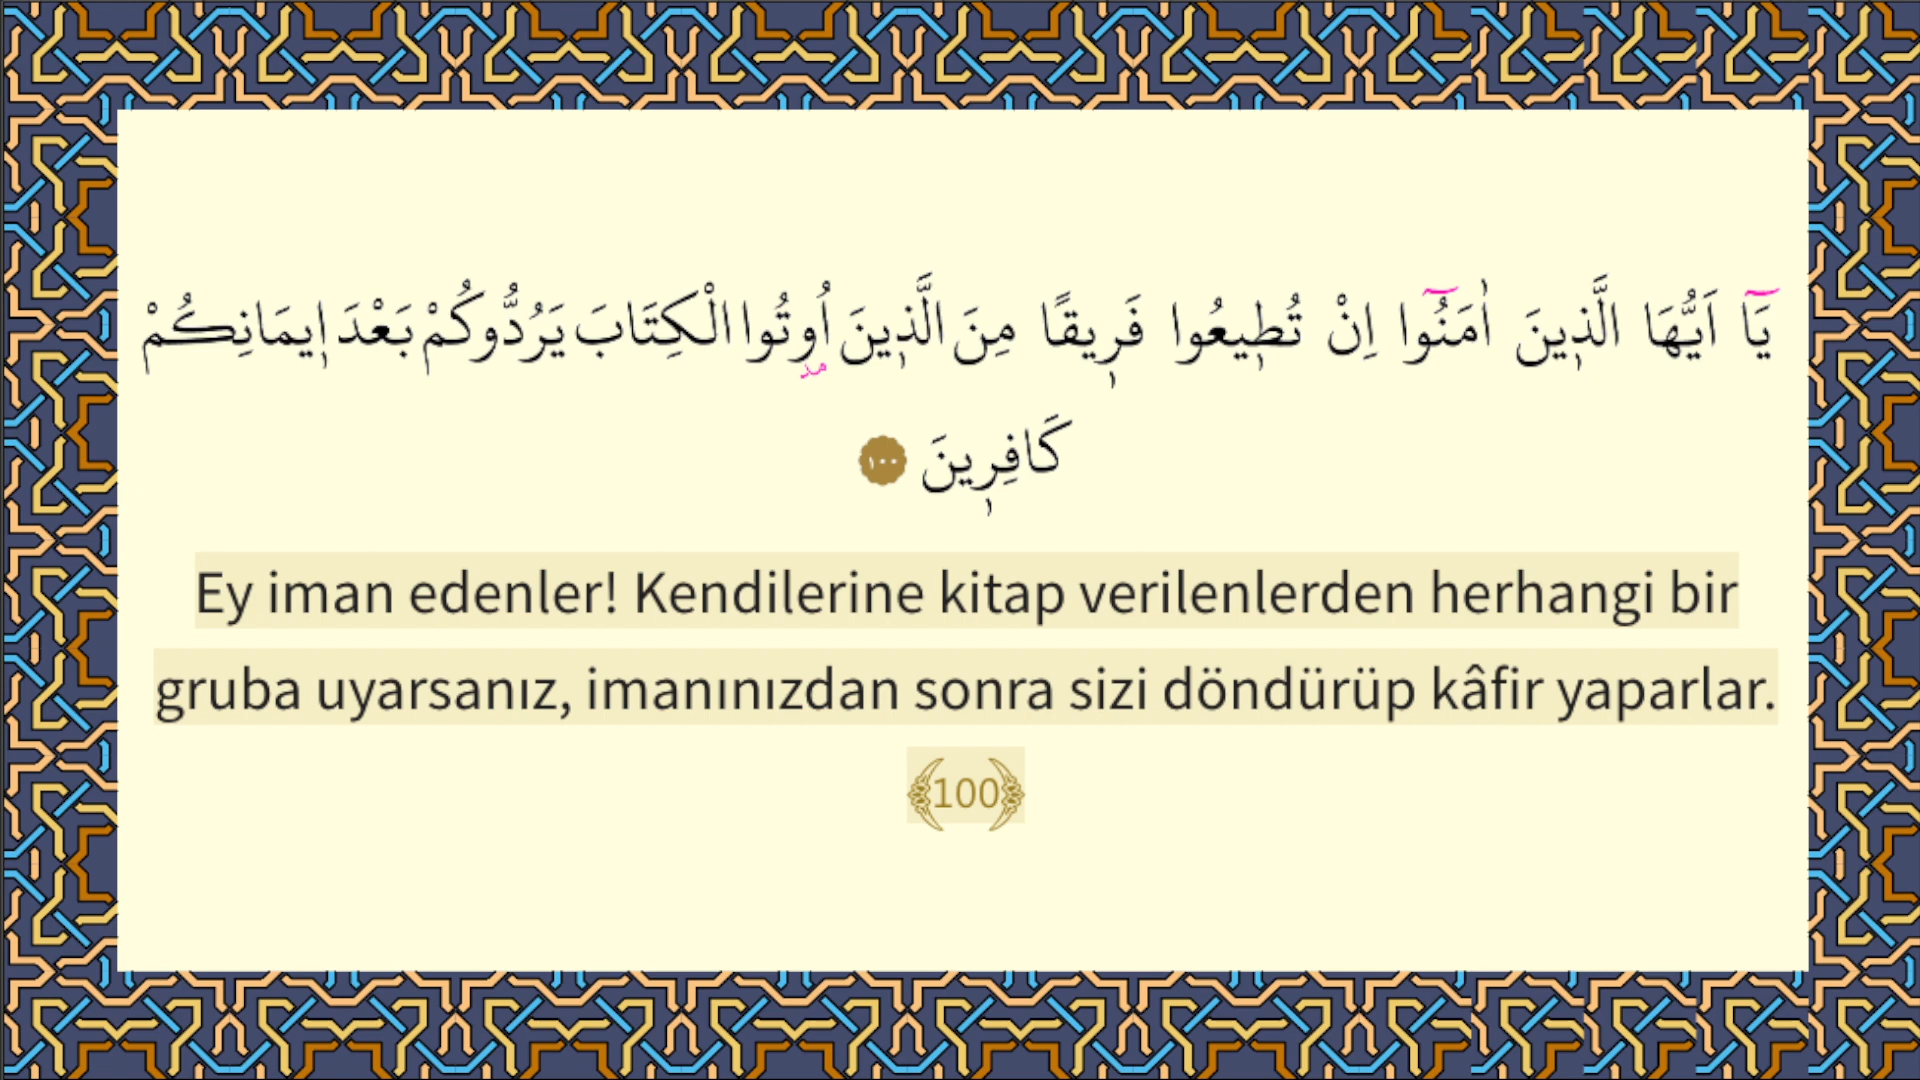 يَٓا اَيُّهَا الَّذ۪ينَ اٰمَنُٓوا اِنْ تُط۪يعُوا فَر۪يقًا مِنَ الَّذ۪ينَ اُو۫تُوا الْكِتَابَ يَرُدُّوكُمْ بَعْدَ ا۪يمَانِكُمْ
كَافِر۪ينَ ١٠٠
Ey iman edenler! Kendilerine kitap verilenlerden herhangi bir
gruba uyarsanız, imanınızdan sonra sizi döndürüp kâfir yaparlar.
﴾100﴿